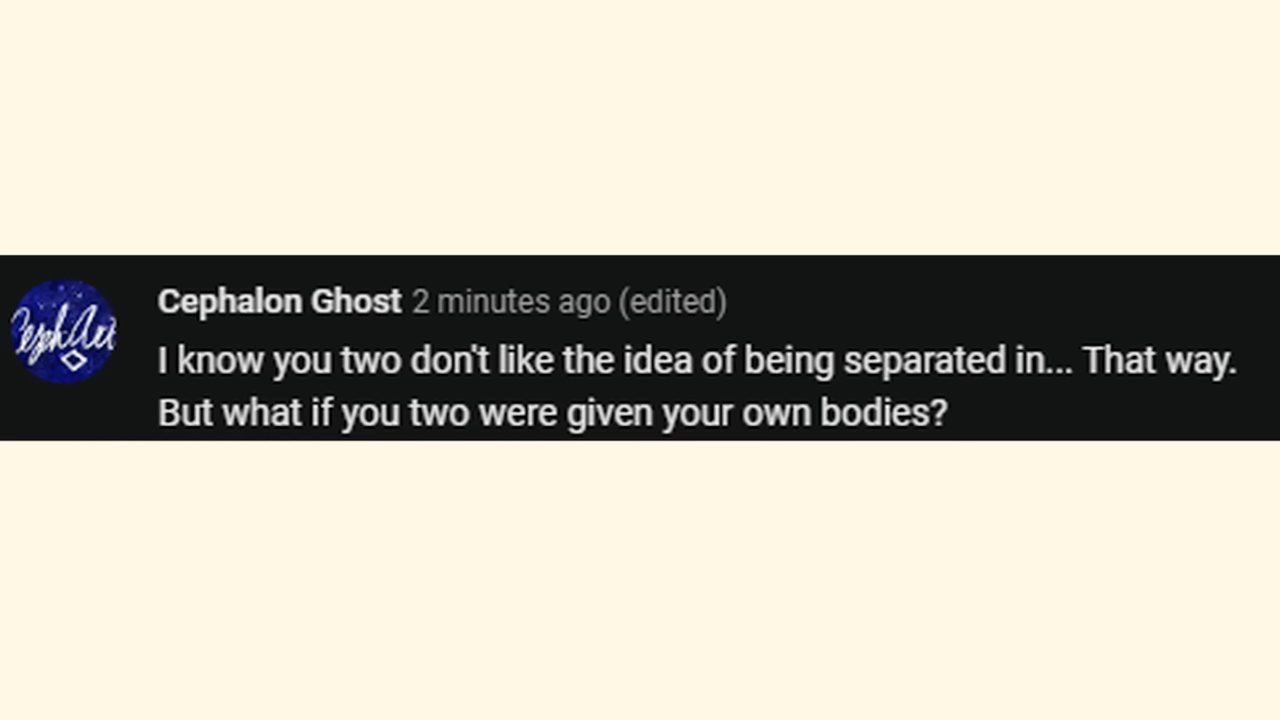 CephArt
Cephalon Ghost 2 minutes ago (edited)
I know you two don't like the idea of being separated in... That way.
But what if you two were given your own bodies?